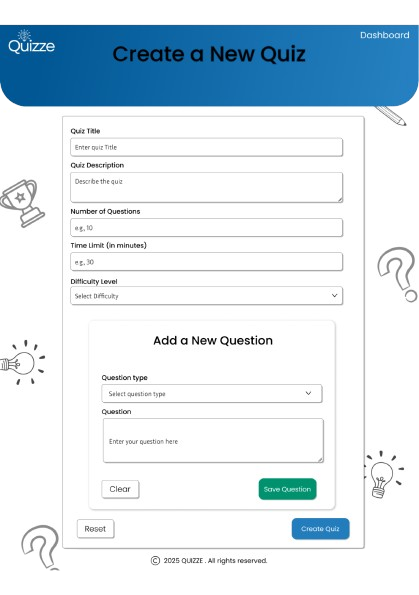 Quizze
Dashboard
Create a New Quiz
Quiz Title
Enter quiz Title
Quiz Description
Describe the quiz
Number of Questions
e.g, 10
Time Limit (in minutes)
e.g, 30
Difficulty Level
Select Difficulty
Add a New Question
Question type
Select question type
Question
Enter your question here
Clear
Save Question
Reset
Create Quiz
© 2025 QUIZZE . All rights reserved.